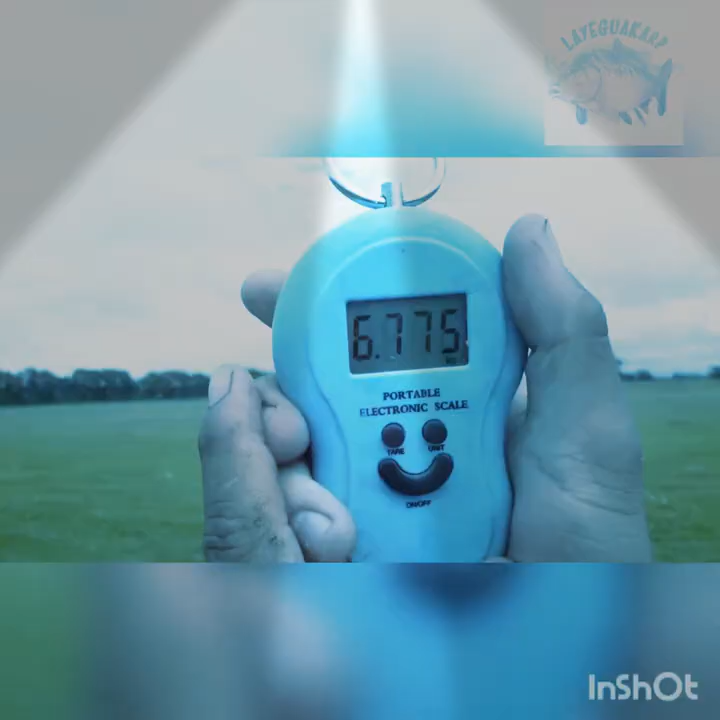 LAYEGUAKARP
6.775
PORTABLE
ELECTRONIC SCALE
TARE UNIT
ON/OFF
InShOt